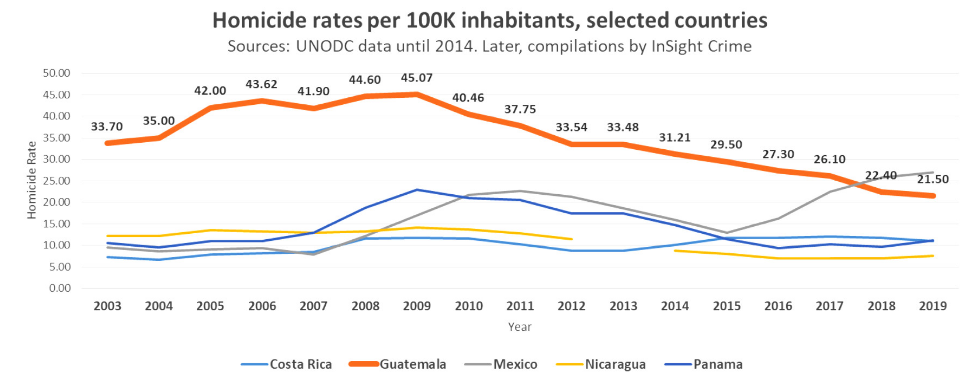 Homicide rates per 100K inhabitants, selected countries
Sources: UNODC data until 2014. Later, compilations by InSight Crime
Homicide Rate
50.00
45.00
40.00
35.00
30.00
25.00
20.00
15.00
10.00
5.00
0.00
33.70 35.00 42.00 43.62 41.90 44.60 45.07 40.46 37.75 33.54 33.48 31.21 29.50 27.30 26.10 22.40 21.50
2003 2004 2005 2006 2007 2008 2009 2010 2011 2012 2013 2014 2015 2016 2017 2018 2019
Year
Costa Rica Guatemala Mexico Nicaragua Panama